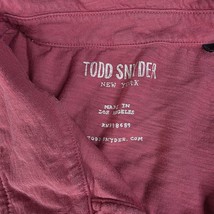 TODD SNYDER
NEW YORK
MADE IN
LOS ANGELES
TODDSNYDER.COM